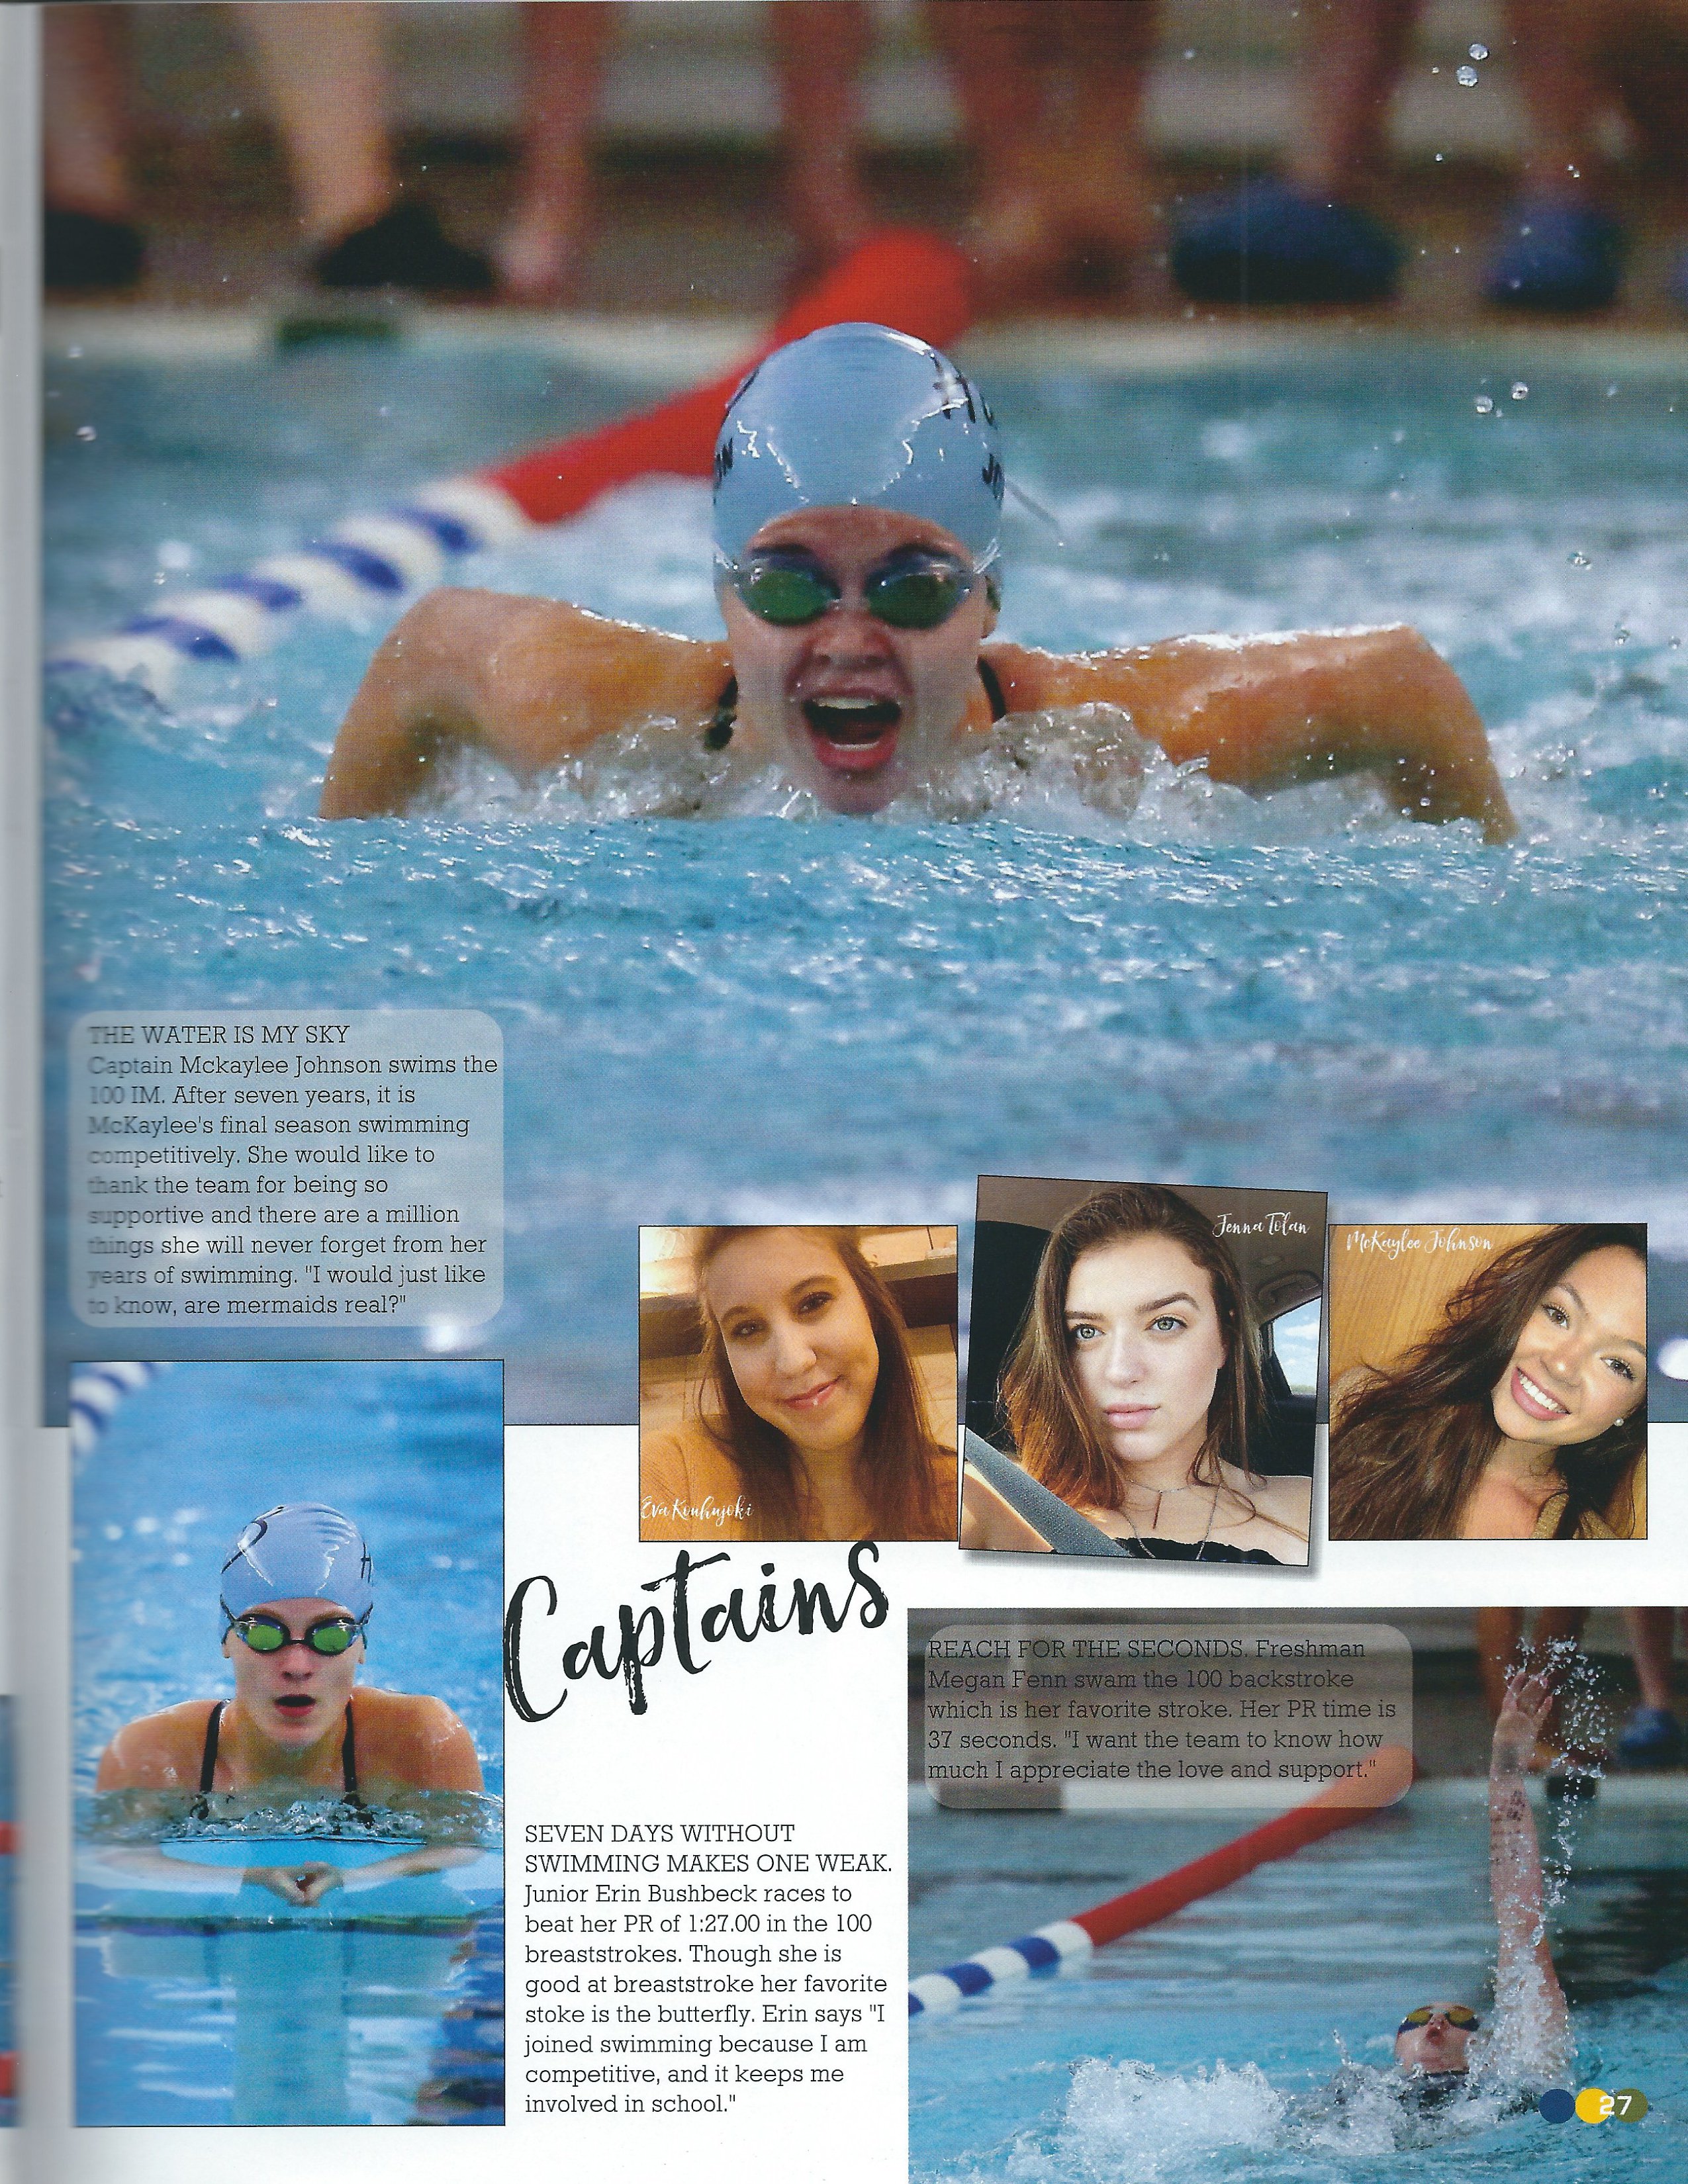 THE WATER IS MY SKY
Captain Mckaylee Johnson swims the
100 IM. After seven years, it is
McKaylee's final season swimming
competitively. She would like to
thank the team for being so
supportive and there are a million
things she will never forget from her
years of swimming. "I would just like
to know, are mermaids real?"
Eva Kouhujoki
Jenna Tolan
McKaylee Johnson
Captains
SEVEN DAYS WITHOUT
SWIMMING MAKES ONE WEAK.
Junior Erin Bushbeck races to
beat her PR of 1:27.00 in the 100
breaststrokes. Though she is
good at breaststroke her favorite
stoke is the butterfly. Erin says "I
joined swimming because I am
competitive, and it keeps me
involved in school."
REACH FOR THE SECONDS. Freshman
Megan Fenn swam the 100 backstroke
which is her favorite stroke. Her PR time is
37 seconds. "I want the team to know how
much I appreciate the love and support."
27